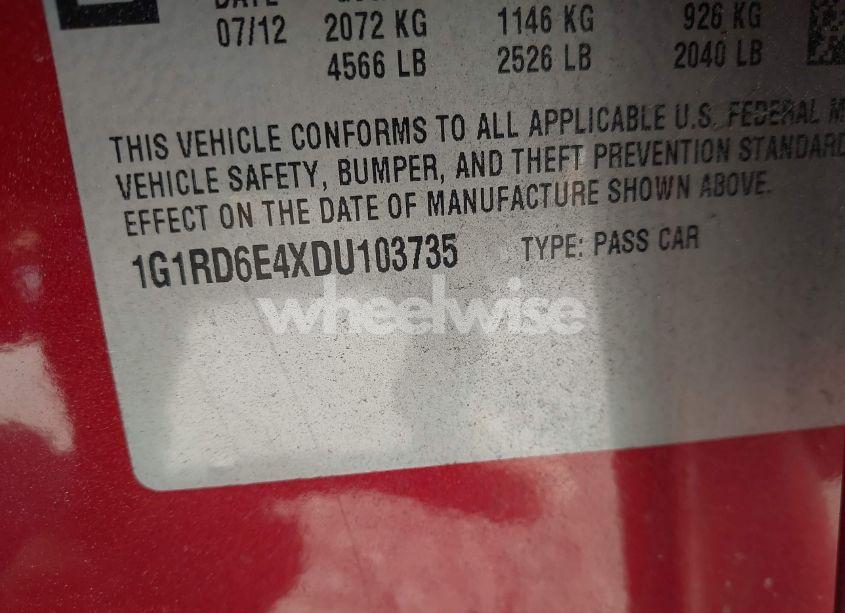 DATE
07/12 2072 KG 1146 KG 926 KG
4566 LB 2526 LB 2040 LB
THIS VEHICLE CONFORMS TO ALL APPLICABLE U.S. FEDERAL M
VEHICLE SAFETY, BUMPER, AND THEFT PREVENTION STANDARD
EFFECT ON THE DATE OF MANUFACTURE SHOWN ABOVE.
1G1RD6E4XDU103735 TYPE: PASS CAR
wheelwise